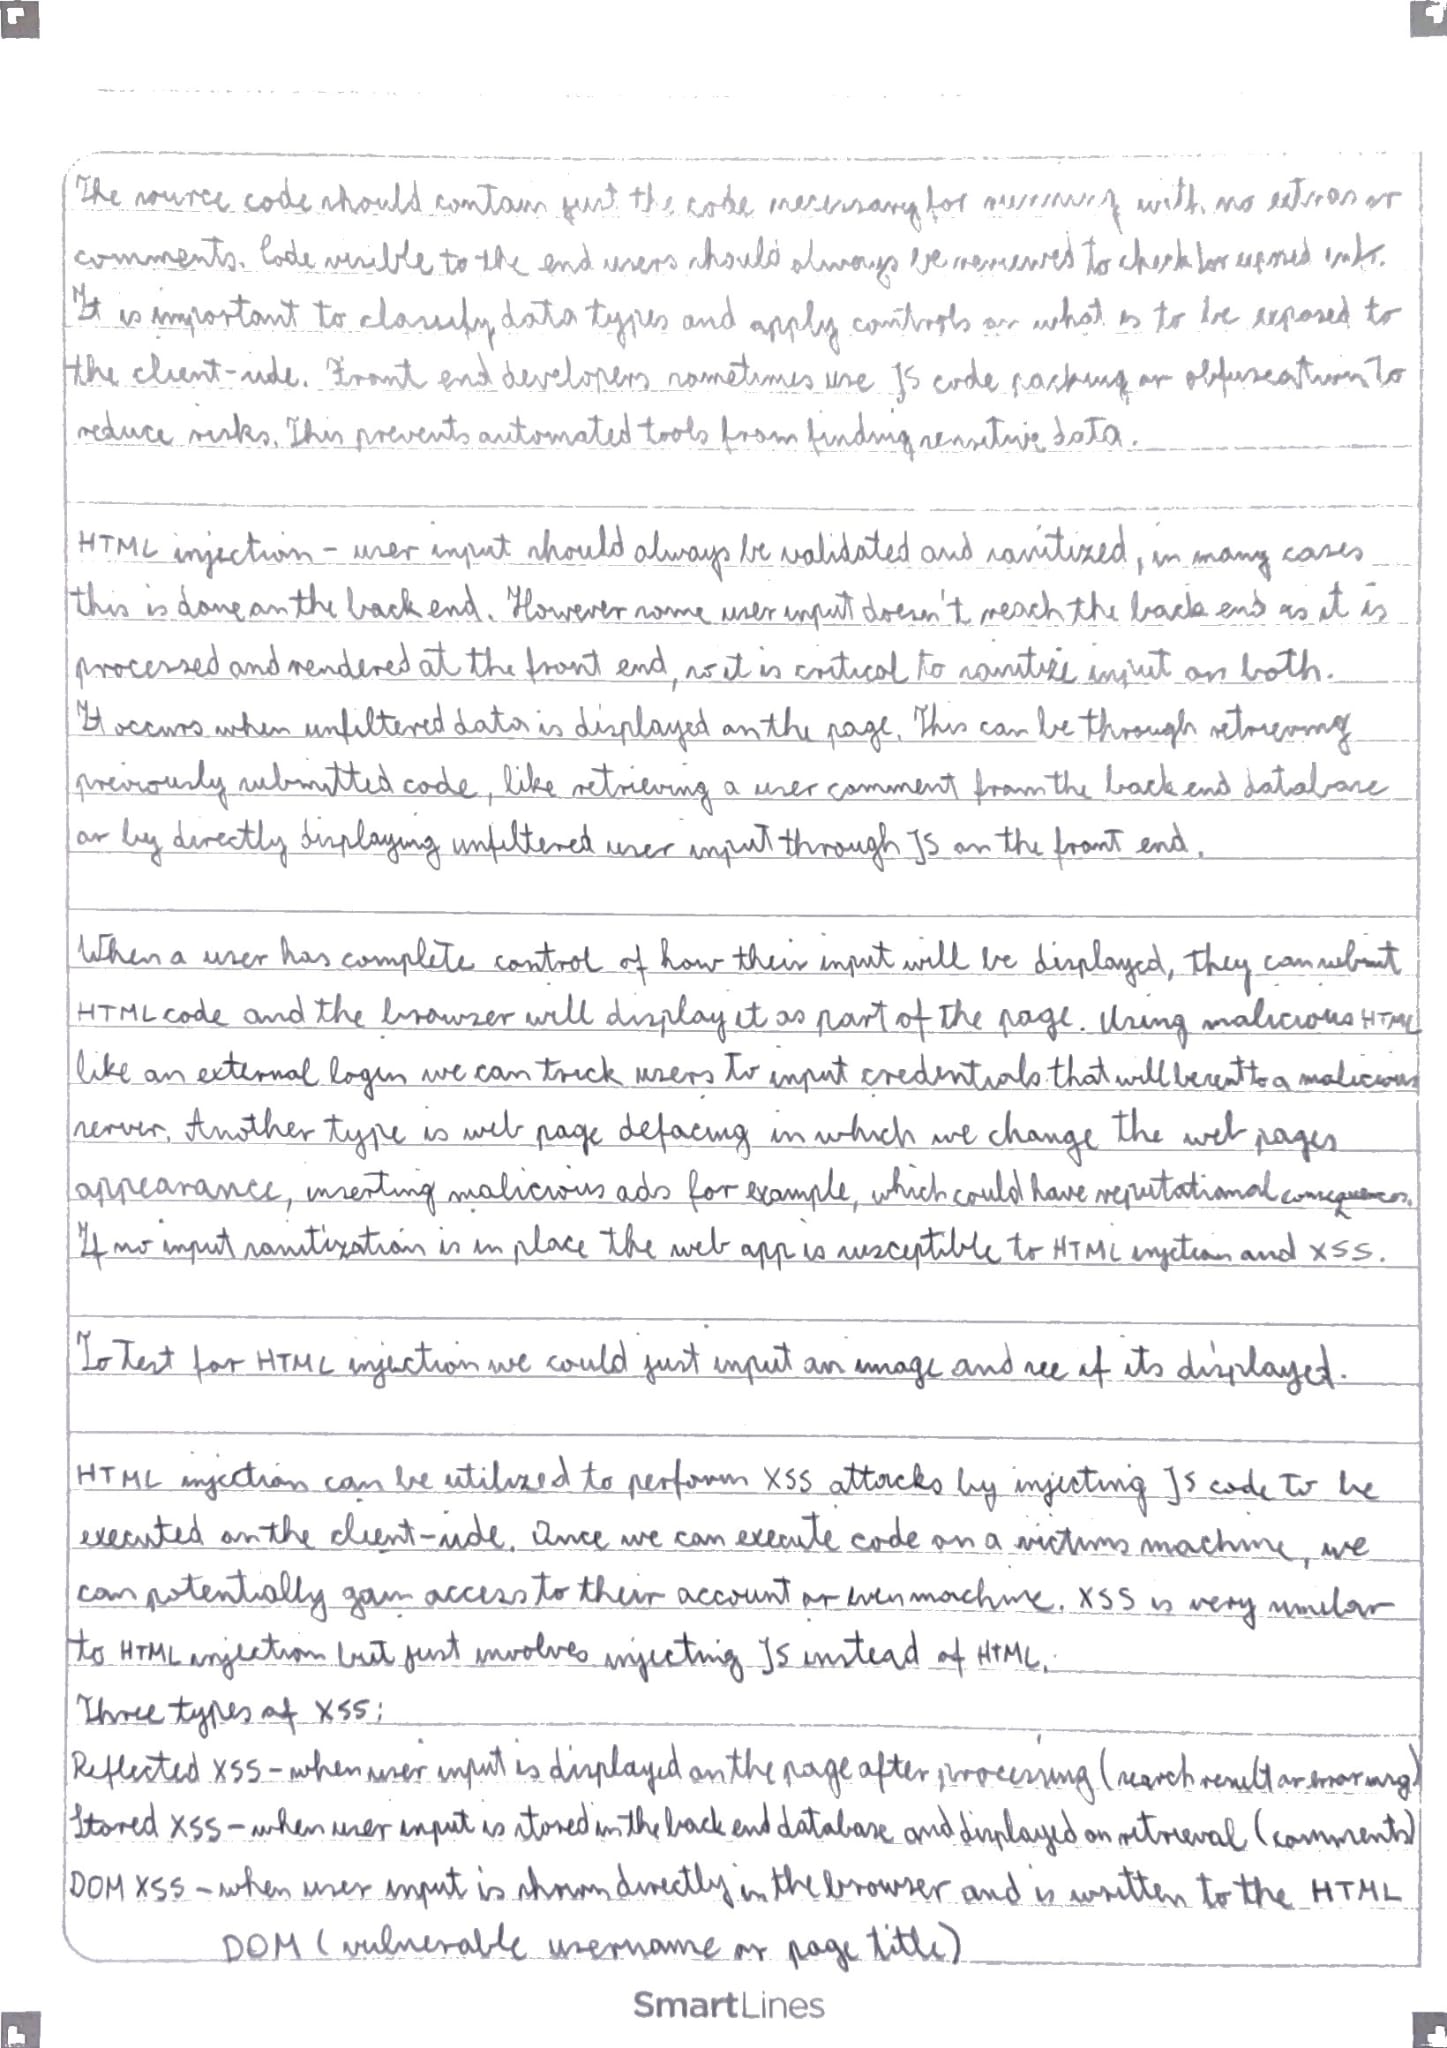 The source code should contain just the code necessary for running with no extras or
comments. Code visible to the end users should always be reviewed to check for exposed info.
It is important to classify data types and apply controls on what is to be exposed to
the client-side. Front end developers sometimes use JS code packing or obfuscation to
reduce risks. This prevents automated tools from finding sensitive data.
HTML injection - user input should always be validated and sanitized, in many cases
this is done on the back end. However some user input doesn't reach the back end as it is
processed and rendered at the front end, so it is critical to sanitize input on both.
It occurs when unfiltered data is displayed on the page. This can be through retrieving
previously submitted code, like retrieving a user comment from the back end database
or by directly displaying unfiltered user input through JS on the front end.
When a user has complete control of how their input will be displayed, they can submit
HTML code and the browser will display it as part of the page. Using malicious HTML
like an external login we can trick users to input credentials that will be sent to a malicious
server. Another type is web page defacing in which we change the web pages
appearance, inserting malicious ads for example, which could have reputational consequences.
If no input sanitization is in place the web app is susceptible to HTML injection and XSS.
To test for HTML injection we could just input an image and see if its displayed.
HTML injection can be utilized to perform XSS attacks by injecting JS code to be
executed on the client-side. Once we can execute code on a victims machine, we
can potentially gain access to their account or even machine. XSS is very similar
to HTML injection but just involves injecting JS instead of HTML.
Three types of XSS:
Reflected XSS - when user input is displayed on the page after processing (search result or error msg)
Stored XSS - when user input is stored in the back end database and displayed on retrieval (comments)
DOM XSS - when user input is shown directly in the browser and is written to the HTML
DOM (vulnerable username or page title)
SmartLines